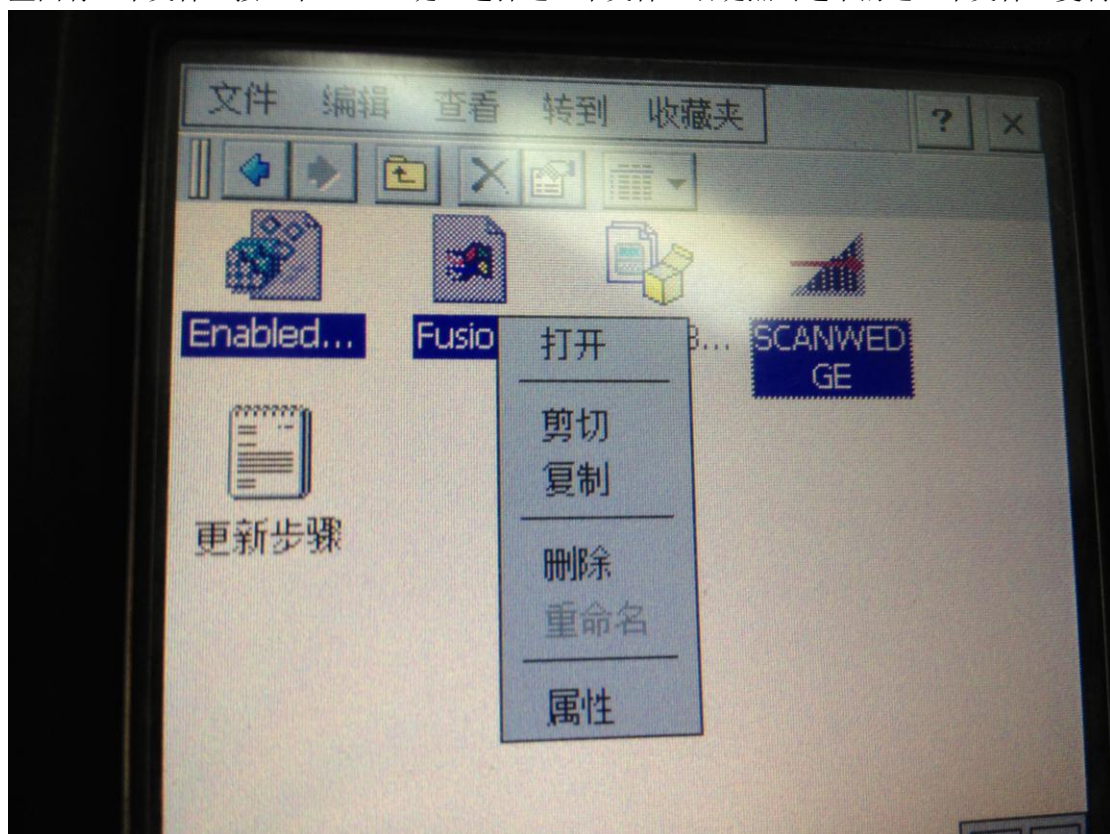 文件 编辑 查看 转到 收藏夹 ? ×
Enabled...
Fusio
3...
SCANWED
GE
更新步骤
打开
剪切
复制
删除
重命名
属性